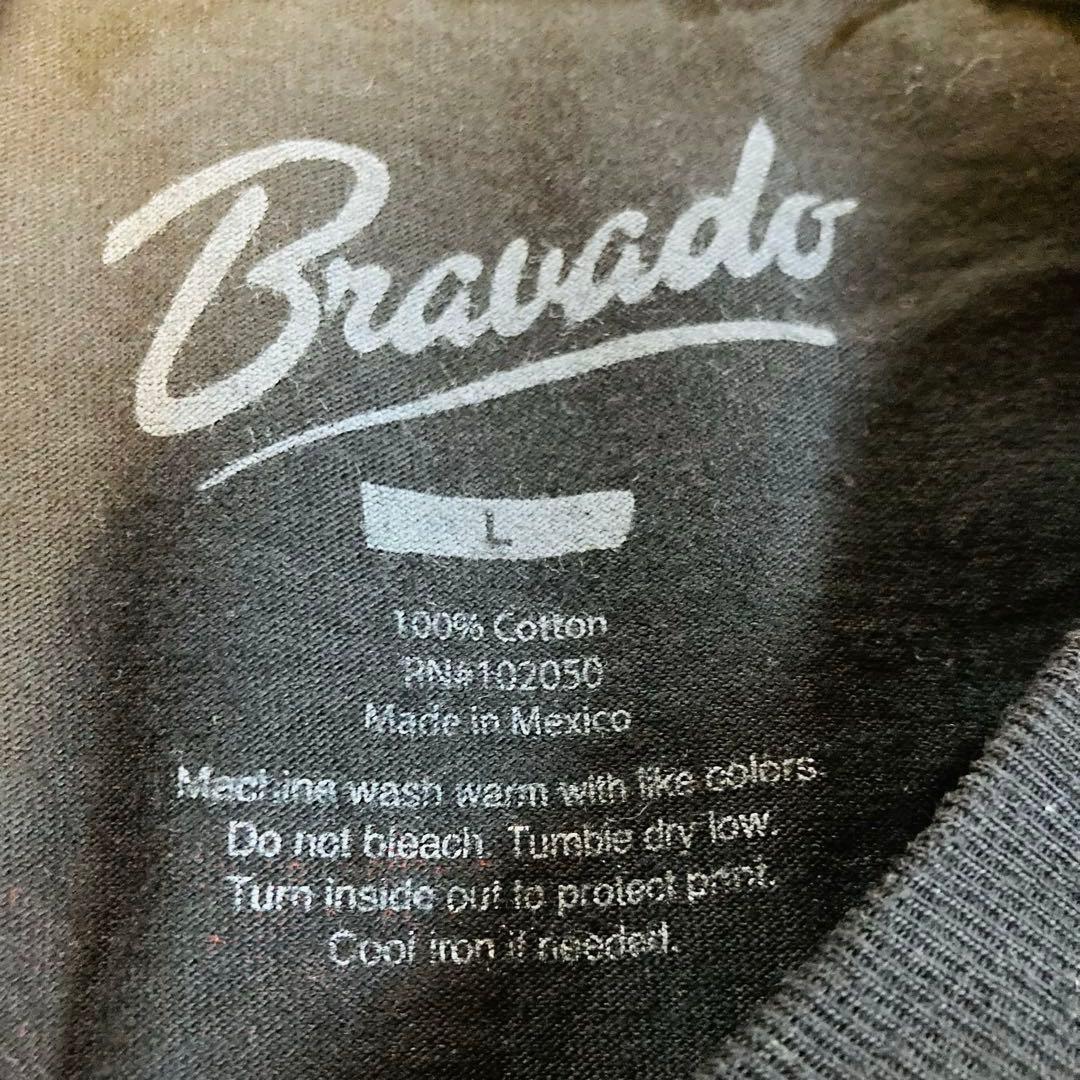 Bravado
L
100% Cotton
RN#102050
Made in Mexico
Machine wash warm with like colors.
Do not bleach. Tumble dry low.
Turn inside out to protect print.
Cool iron if needed.